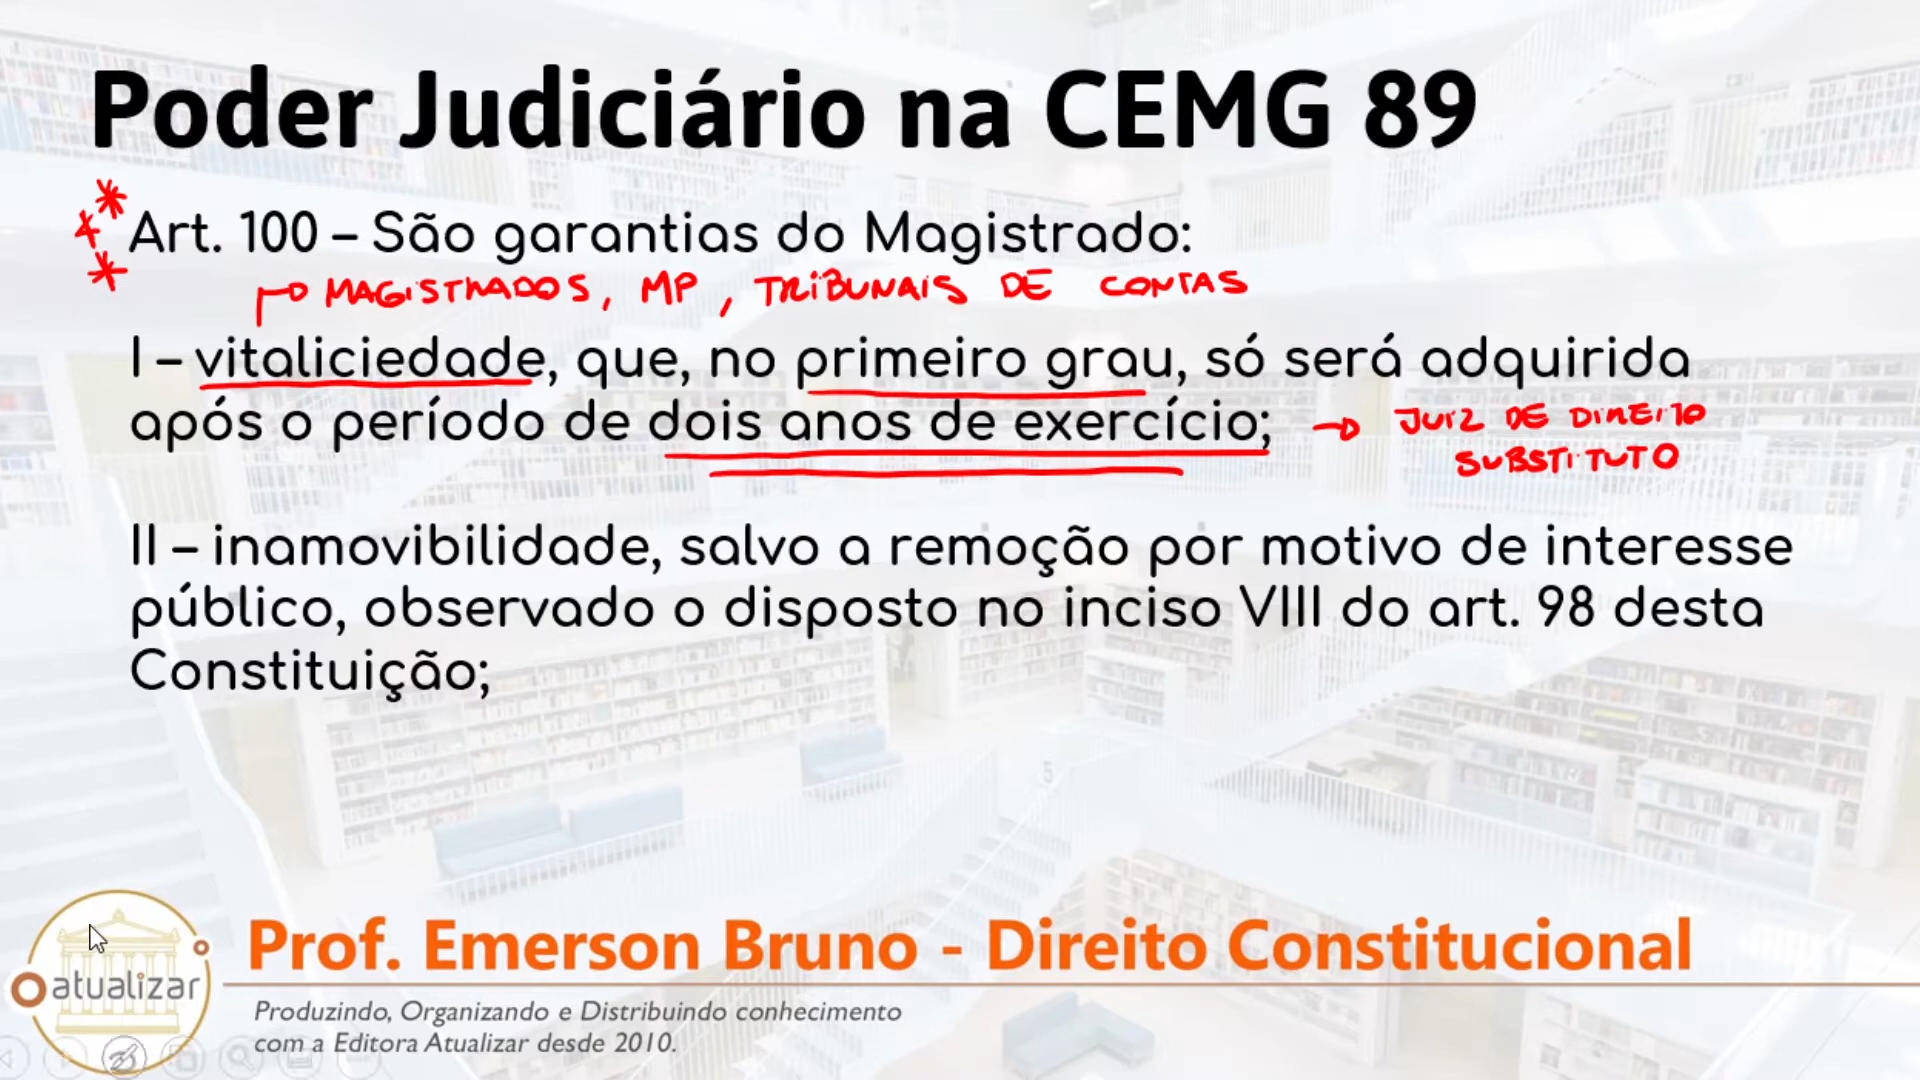 Poder Judiciário na CEMG 89
Art. 100 – São garantias do Magistrado:
MAGISTRADOS, MP, TRIBUNAIS DE CONTAS
I – vitaliciedade, que, no primeiro grau, só será adquirida
após o período de dois anos de exercício;
JUIZ DE DIREITO
SUBSTITUTO
II – inamovibilidade, salvo a remoção por motivo de interesse
público, observado o disposto no inciso VIII do art. 98 desta
Constituição;
Prof. Emerson Bruno - Direito Constitucional
atualizar
Produzindo, Organizando e Distribuindo conhecimento
com a Editora Atualizar desde 2010.